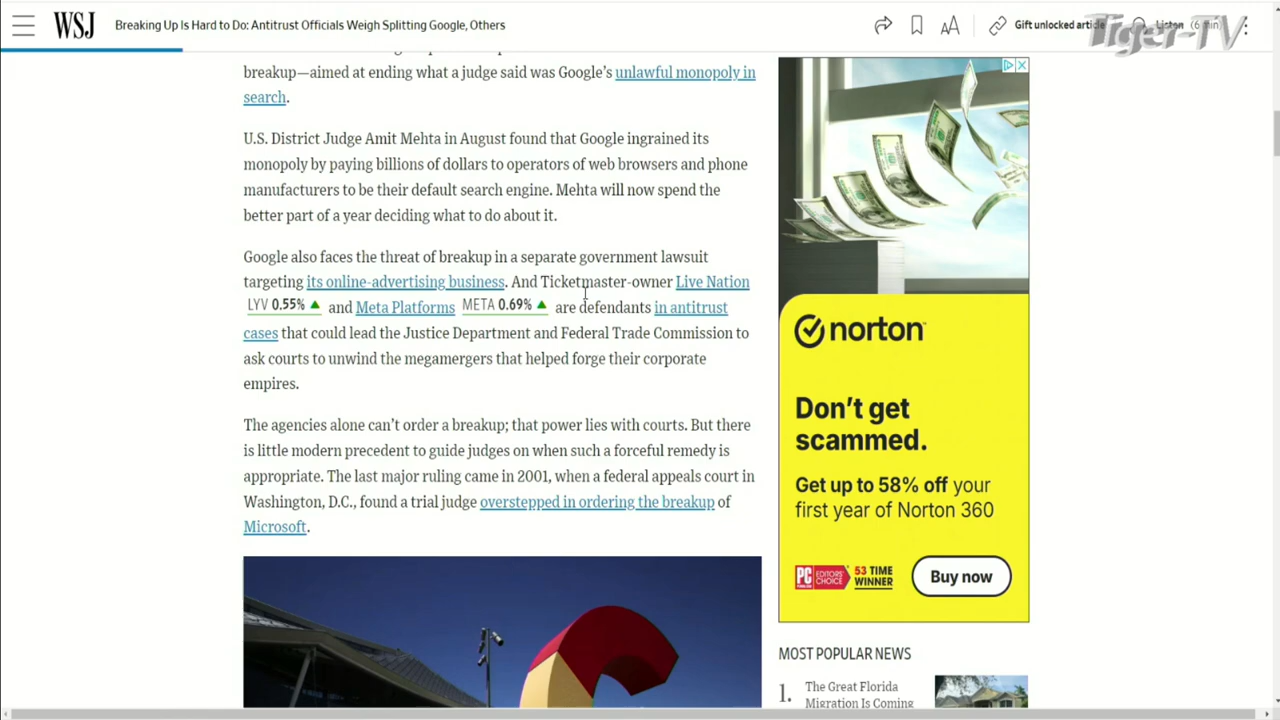 WSJ
Breaking Up Is Hard to Do: Antitrust Officials Weigh Splitting Google, Others
AA
Gift unlocked article
Listen (6 min)
Tiger-TV
breakup—aimed at ending what a judge said was Google's unlawful monopoly in
search.
U.S. District Judge Amit Mehta in August found that Google ingrained its
monopoly by paying billions of dollars to operators of web browsers and phone
manufacturers to be their default search engine. Mehta will now spend the
better part of a year deciding what to do about it.
Google also faces the threat of breakup in a separate government lawsuit
targeting its online-advertising business. And Ticketmaster-owner Live Nation
LYV 0.55% ▲ and Meta Platforms META 0.69% ▲ are defendants in antitrust
cases that could lead the Justice Department and Federal Trade Commission to
ask courts to unwind the megamergers that helped forge their corporate
empires.
The agencies alone can't order a breakup; that power lies with courts. But there
is little modern precedent to guide judges on when such a forceful remedy is
appropriate. The last major ruling came in 2001, when a federal appeals court in
Washington, D.C., found a trial judge overstepped in ordering the breakup of
Microsoft.
norton
Don't get
scammed.
Get up to 58% off your
first year of Norton 360
PC
EDITORS'
CHOICE
53 TIME
WINNER
Buy now
MOST POPULAR NEWS
1.
The Great Florida
Migration Is Coming